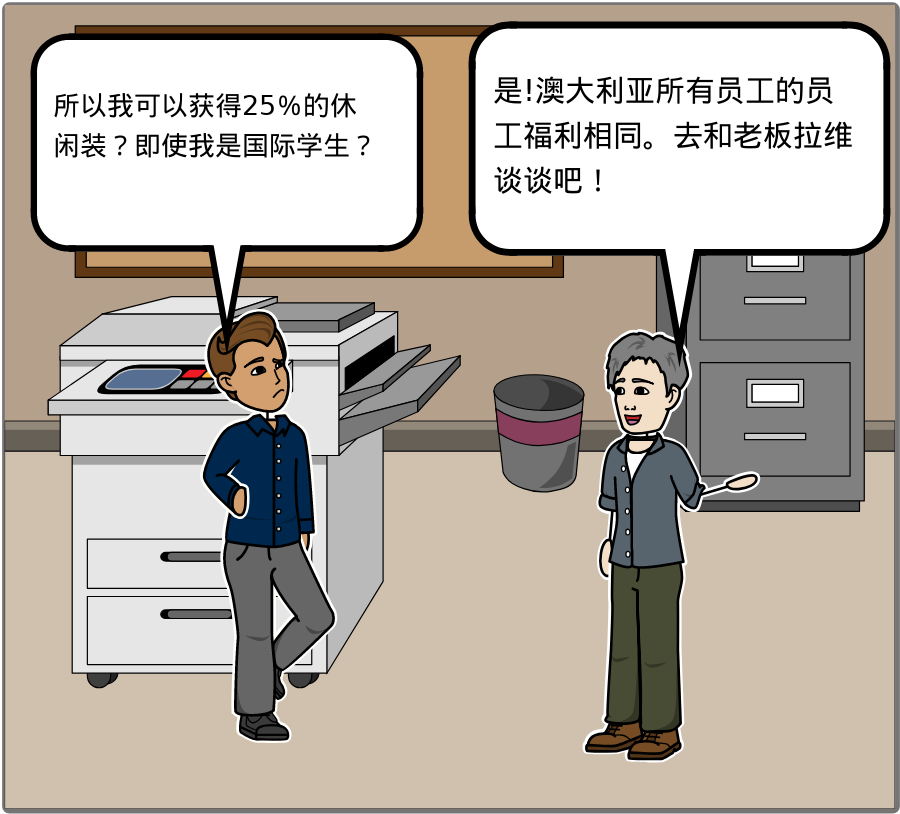 所以我可以获得25%的休
闲装？即使我是国际学生？
是!澳大利亚所有员工的员
工福利相同。去和老板拉维
谈谈吧！